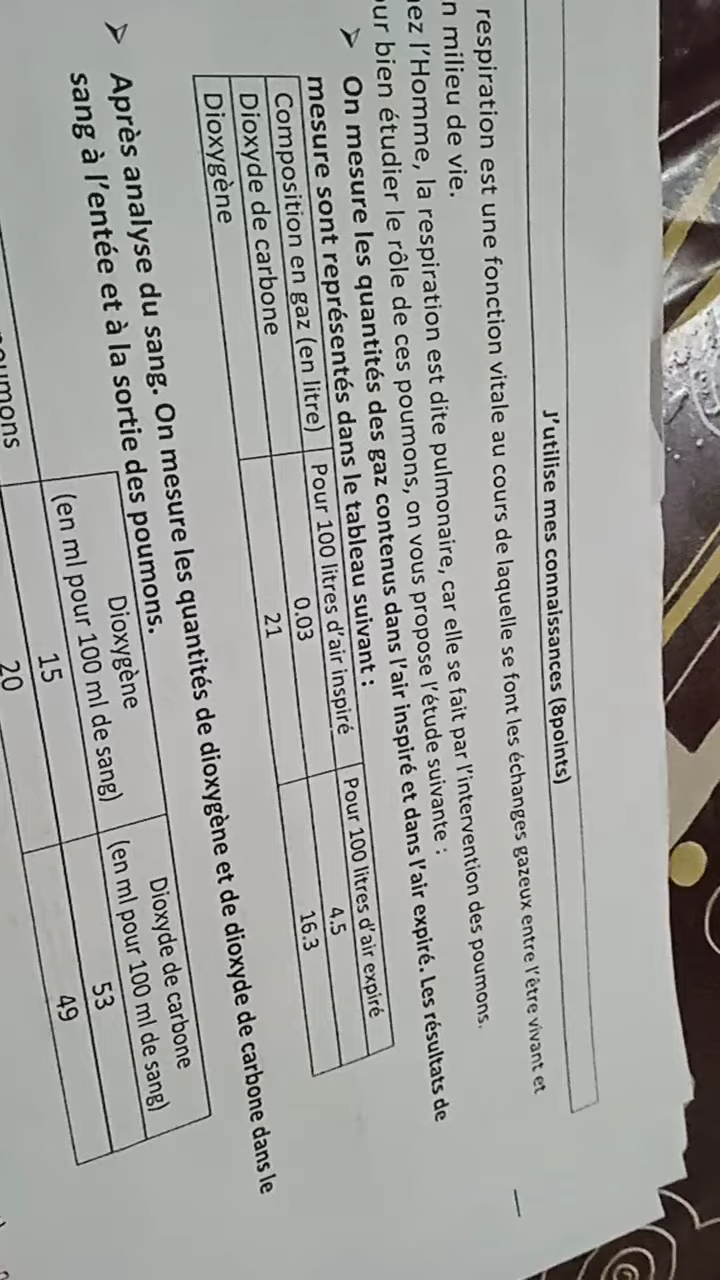 J'utilise mes connaissances (8points)
respiration est une fonction vitale au cours de laquelle se font les échanges gazeux entre l'être vivant et
n milieu de vie.
ez l'Homme, la respiration est dite pulmonaire, car elle se fait par l'intervention des poumons.
ur bien étudier le rôle de ces poumons, on vous propose l'étude suivante :
➢ On mesure les quantités des gaz contenus dans l'air inspiré et dans l'air expiré. Les résultats de
mesure sont représentés dans le tableau suivant :
Composition en gaz (en litre) Pour 100 litres d'air inspiré Pour 100 litres d'air expiré
Dioxyde de carbone 0.03 4,5
Dioxygène 21 16.3
➢ Après analyse du sang. On mesure les quantités de dioxygène et de dioxyde de carbone dans le
sang à l'entée et à la sortie des poumons.
Dioxygène Dioxyde de carbone
(en ml pour 100 ml de sang) (en ml pour 100 ml de sang)
15 53
oumons 20 49